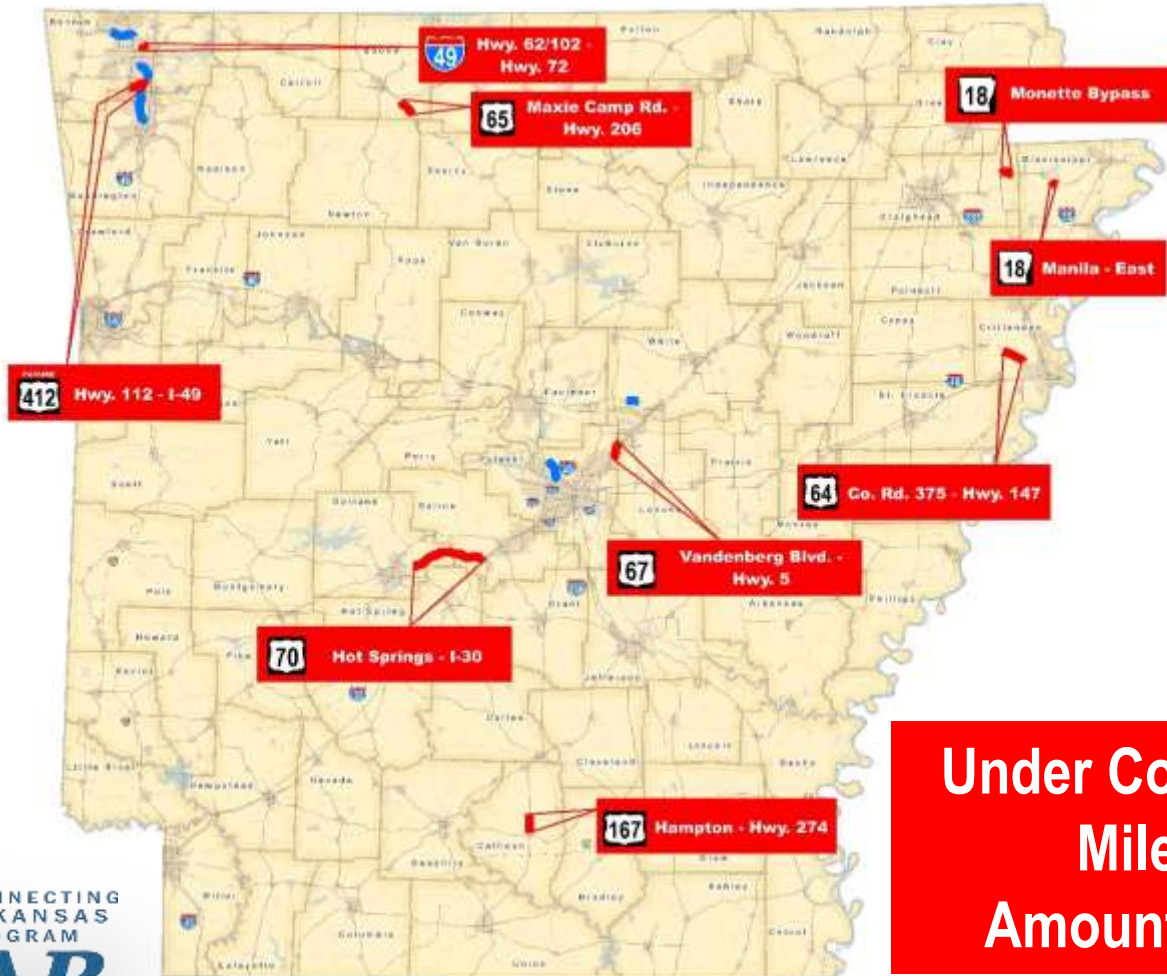 49 Hwy. 62/102 -
Hwy. 72
65 Maxie Camp Rd. -
Hwy. 206
18 Monette Bypass
18 Manila - East
412 Hwy. 112 - I-49
64 Co. Rd. 375 - Hwy. 147
67 Vandenberg Blvd. -
Hwy. 5
70 Hot Springs - I-30
167 Hampton - Hwy. 274
Benton
Boone
Fulton
Randolph
Clay
Carroll
Sharp
Madison
Searcy
Stone
Lawrence
Independence
Mississippi
Craighead
Washington
Newton
Crawford
Johnson
Franklin
Pope
Van Buren
Cleburne
Jackson
Poinsett
Conway
White
Woodruff
Cross
Crittenden
Faulkner
St. Francis
Yell
Perry
Pulaski
Prairie
Scott
Garland
Saline
Lonoke
Monroe
Polk
Montgomery
Hot Spring
Grant
Arkansas
Phillips
Howard
Pike
Sevier
Jefferson
Dallas
Cleveland
Lincoln
Desha
Little River
Hempstead
Nevada
Calhoun
Ouachita
Drew
Bradley
Ashley
Miller
Columbia
Union
Chicot
Lafayette
Under Co
Mile
Amount
NNECTING
KANSAS
OGRAM